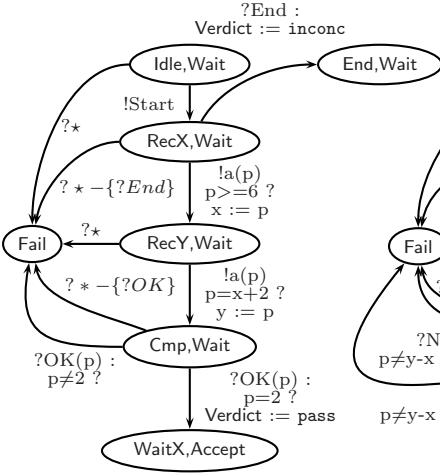 ?End :
Verdict := inconc
Idle,Wait
End,Wait
!Start
?⋆
RecX,Wait
!a(p)
p>=6 ?
x := p
? ⋆ −{?End}
Fail
?⋆
RecY,Wait
Fail
? ∗ −{?OK}
!a(p)
p=x+2 ?
y := p
?
Cmp,Wait
?N
p≠y-x
?OK(p) :
p≠2 ?
?OK(p) :
p=2 ?
Verdict := pass
p≠y-x
WaitX,Accept